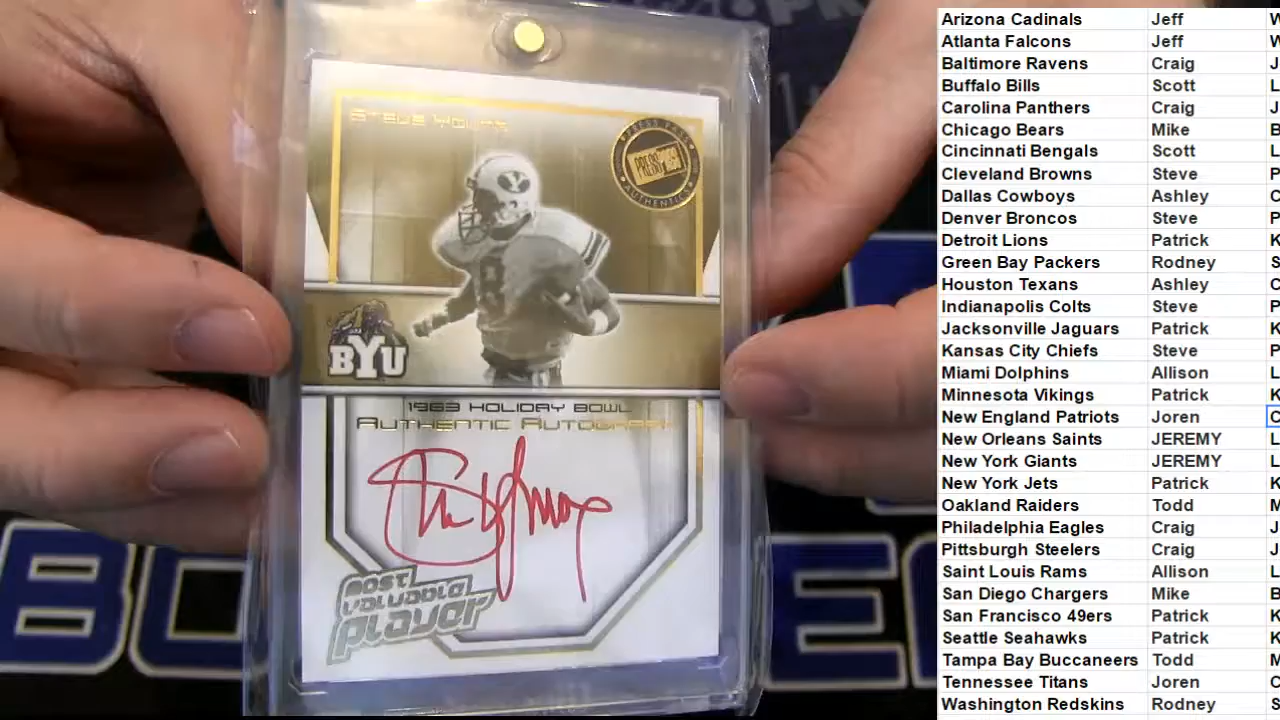 STEVE YOUNG
PRESS PASS
PRESS PASS
AUTHENTICS
8
BYU
1983 HOLIDAY BOWL
AUTHENTIC AUTOGRAPH
MOST
VALUABLE
PLAYER
BO
Arizona Cadinals Jeff W
Atlanta Falcons Jeff W
Baltimore Ravens Craig J
Buffalo Bills Scott L
Carolina Panthers Craig J
Chicago Bears Mike B
Cincinnati Bengals Scott L
Cleveland Browns Steve P
Dallas Cowboys Ashley C
Denver Broncos Steve P
Detroit Lions Patrick K
Green Bay Packers Rodney S
Houston Texans Ashley C
Indianapolis Colts Steve P
Jacksonville Jaguars Patrick K
Kansas City Chiefs Steve P
Miami Dolphins Allison L
Minnesota Vikings Patrick K
New England Patriots Joren C
New Orleans Saints JEREMY L
New York Giants JEREMY L
New York Jets Patrick K
Oakland Raiders Todd M
Philadelphia Eagles Craig J
Pittsburgh Steelers Craig J
Saint Louis Rams Allison L
San Diego Chargers Mike B
San Francisco 49ers Patrick K
Seattle Seahawks Patrick K
Tampa Bay Buccaneers Todd M
Tennessee Titans Joren C
Washington Redskins Rodney S